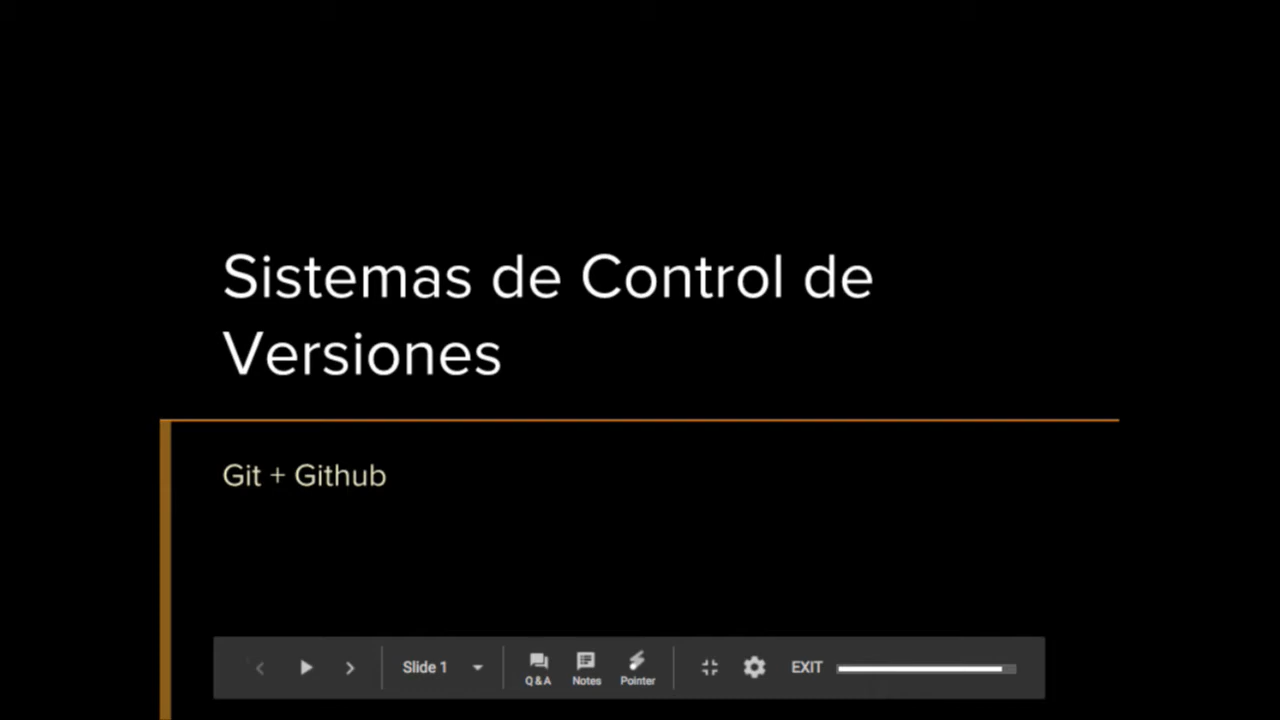 Sistemas de Control de
Versiones
Git + Github
Slide 1
Q & A
Notes
Pointer
EXIT